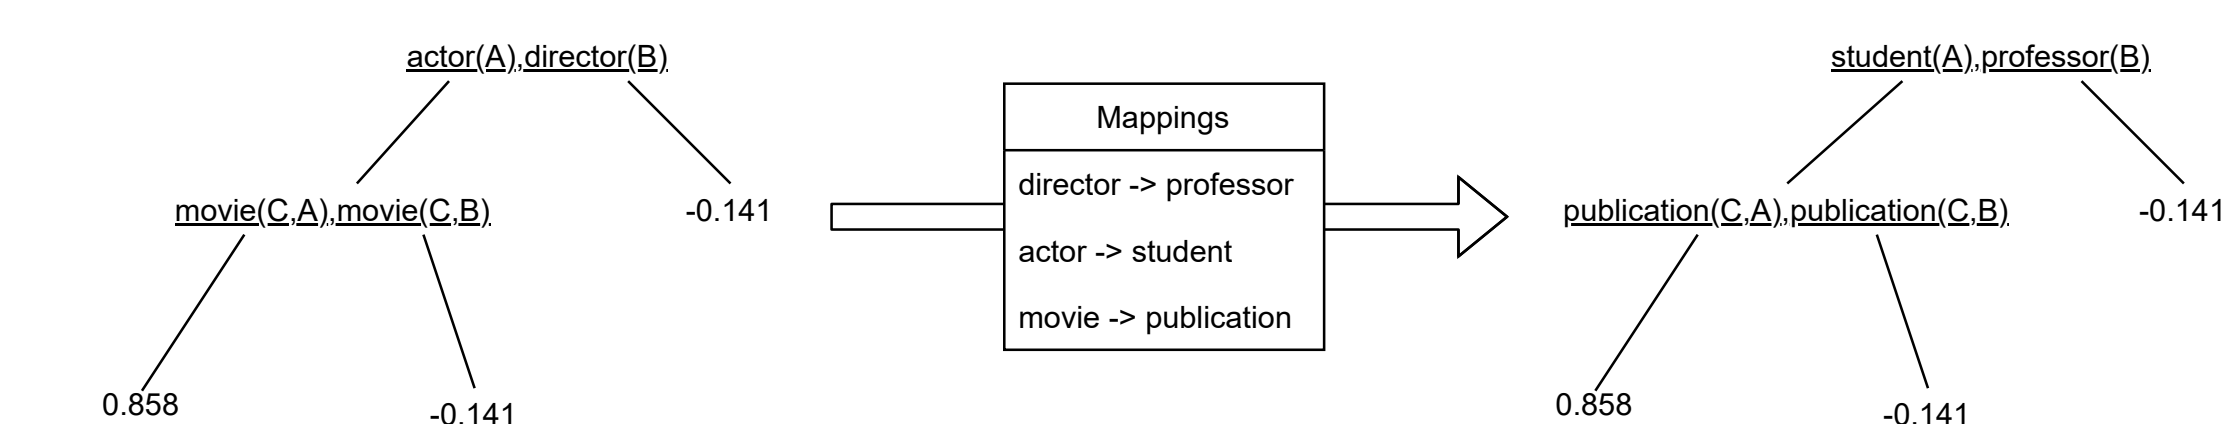 actor(A),director(B)
movie(C,A),movie(C,B)
-0.141
0.858
-0.141
Mappings
director -> professor
actor -> student
movie -> publication
student(A),professor(B)
publication(C,A),publication(C,B)
-0.141
0.858
-0.141